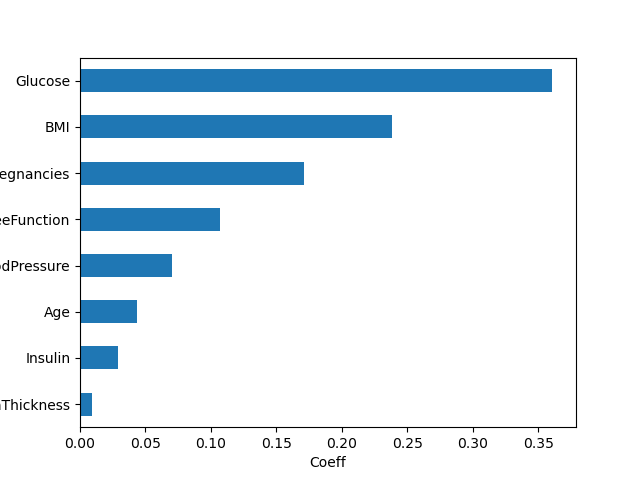 Glucose
BMI
egnancies
eeFunction
dPressure
Age
Insulin
Thickness
0.00 0.05 0.10 0.15 0.20 0.25 0.30 0.35
Coeff